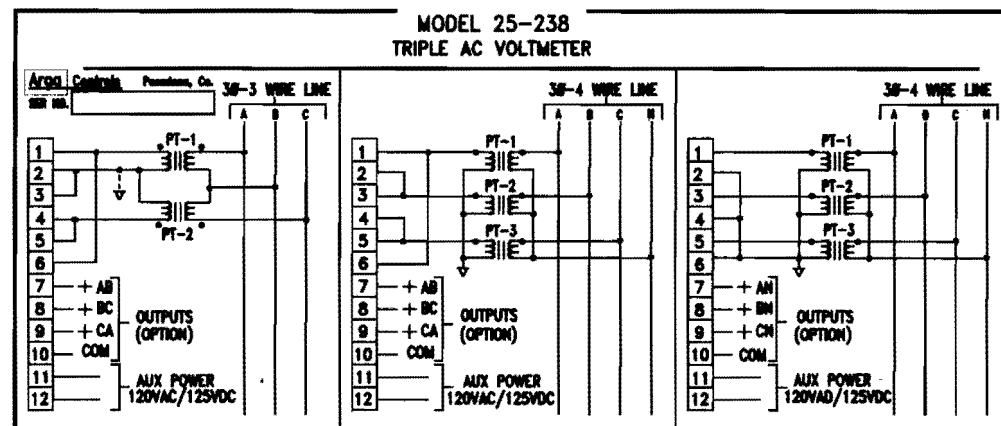 MODEL 25-238
TRIPLE AC VOLTMETER
Arga Controls Pasadena, Ca.
SER NO.
3Ø-3 WIRE LINE
A B C
PT-1
PT-2
1
2
3
4
5
6
7 + AB
8 + BC
9 + CA
10 COM
OUTPUTS
(OPTION)
11
12
AUX POWER
120VAC/125VDC
3Ø-4 WIRE LINE
A B C N
PT-1
PT-2
PT-3
1
2
3
4
5
6
7 + AB
8 + BC
9 + CA
10 COM
OUTPUTS
(OPTION)
11
12
AUX POWER
120VAC/125VDC
3Ø-4 WIRE LINE
A B C N
PT-1
PT-2
PT-3
1
2
3
4
5
6
7 + AN
8 + BN
9 + CN
10 COM
OUTPUTS
(OPTION)
11
12
AUX POWER
120VAD/125VDC